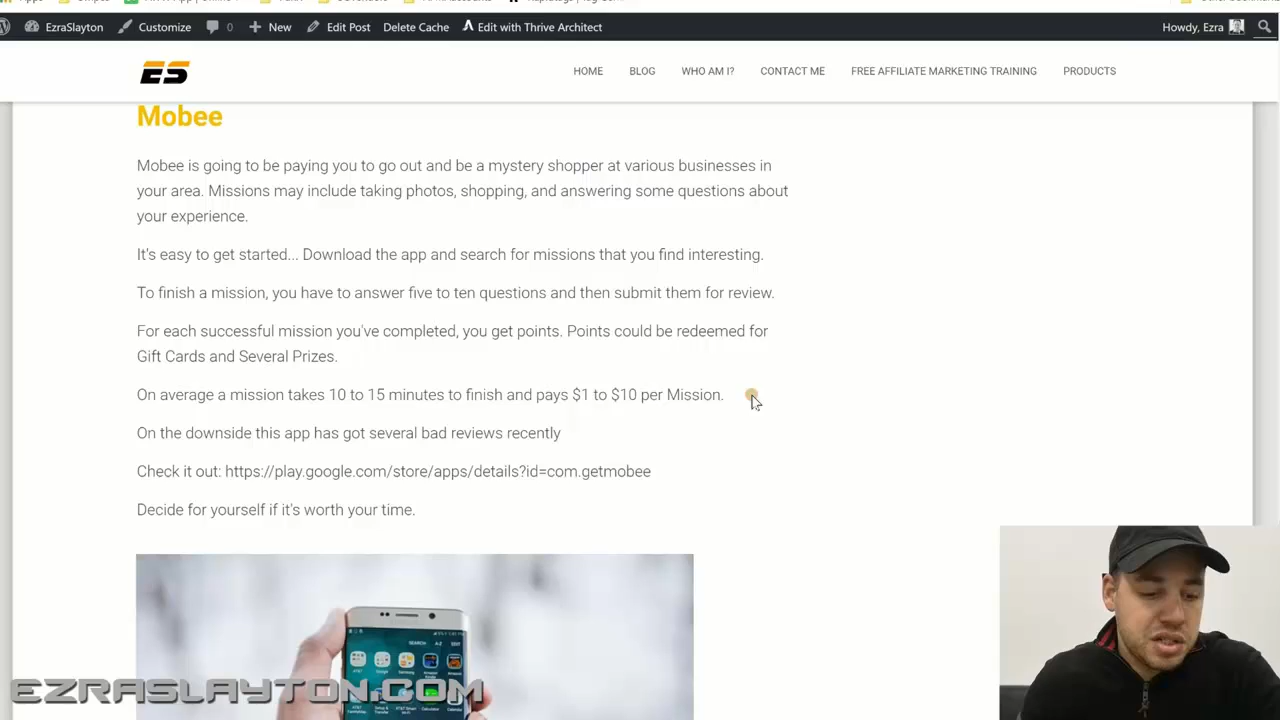 EzraSlayton Customize 0 New Edit Post Delete Cache Edit with Thrive Architect Howdy, Ezra
ES HOME BLOG WHO AM I? CONTACT ME FREE AFFILIATE MARKETING TRAINING PRODUCTS
Mobee
Mobee is going to be paying you to go out and be a mystery shopper at various businesses in
your area. Missions may include taking photos, shopping, and answering some questions about
your experience.
It's easy to get started... Download the app and search for missions that you find interesting.
To finish a mission, you have to answer five to ten questions and then submit them for review.
For each successful mission you've completed, you get points. Points could be redeemed for
Gift Cards and Several Prizes.
On average a mission takes 10 to 15 minutes to finish and pays $1 to $10 per Mission.
On the downside this app has got several bad reviews recently
Check it out: https://play.google.com/store/apps/details?id=com.getmobee
Decide for yourself if it's worth your time.
EZRASLAYTON.COM